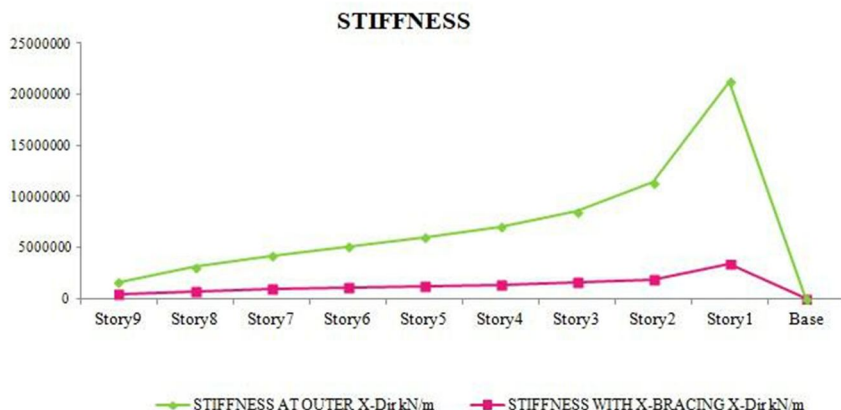 STIFFNESS
25000000
20000000
15000000
10000000
5000000
0
Story9 Story8 Story7 Story6 Story5 Story4 Story3 Story2 Story1 Base
STIFFNESS AT OUTER X-Dir kN/m STIFFNESS WITH X-BRACING X-Dir kN/m